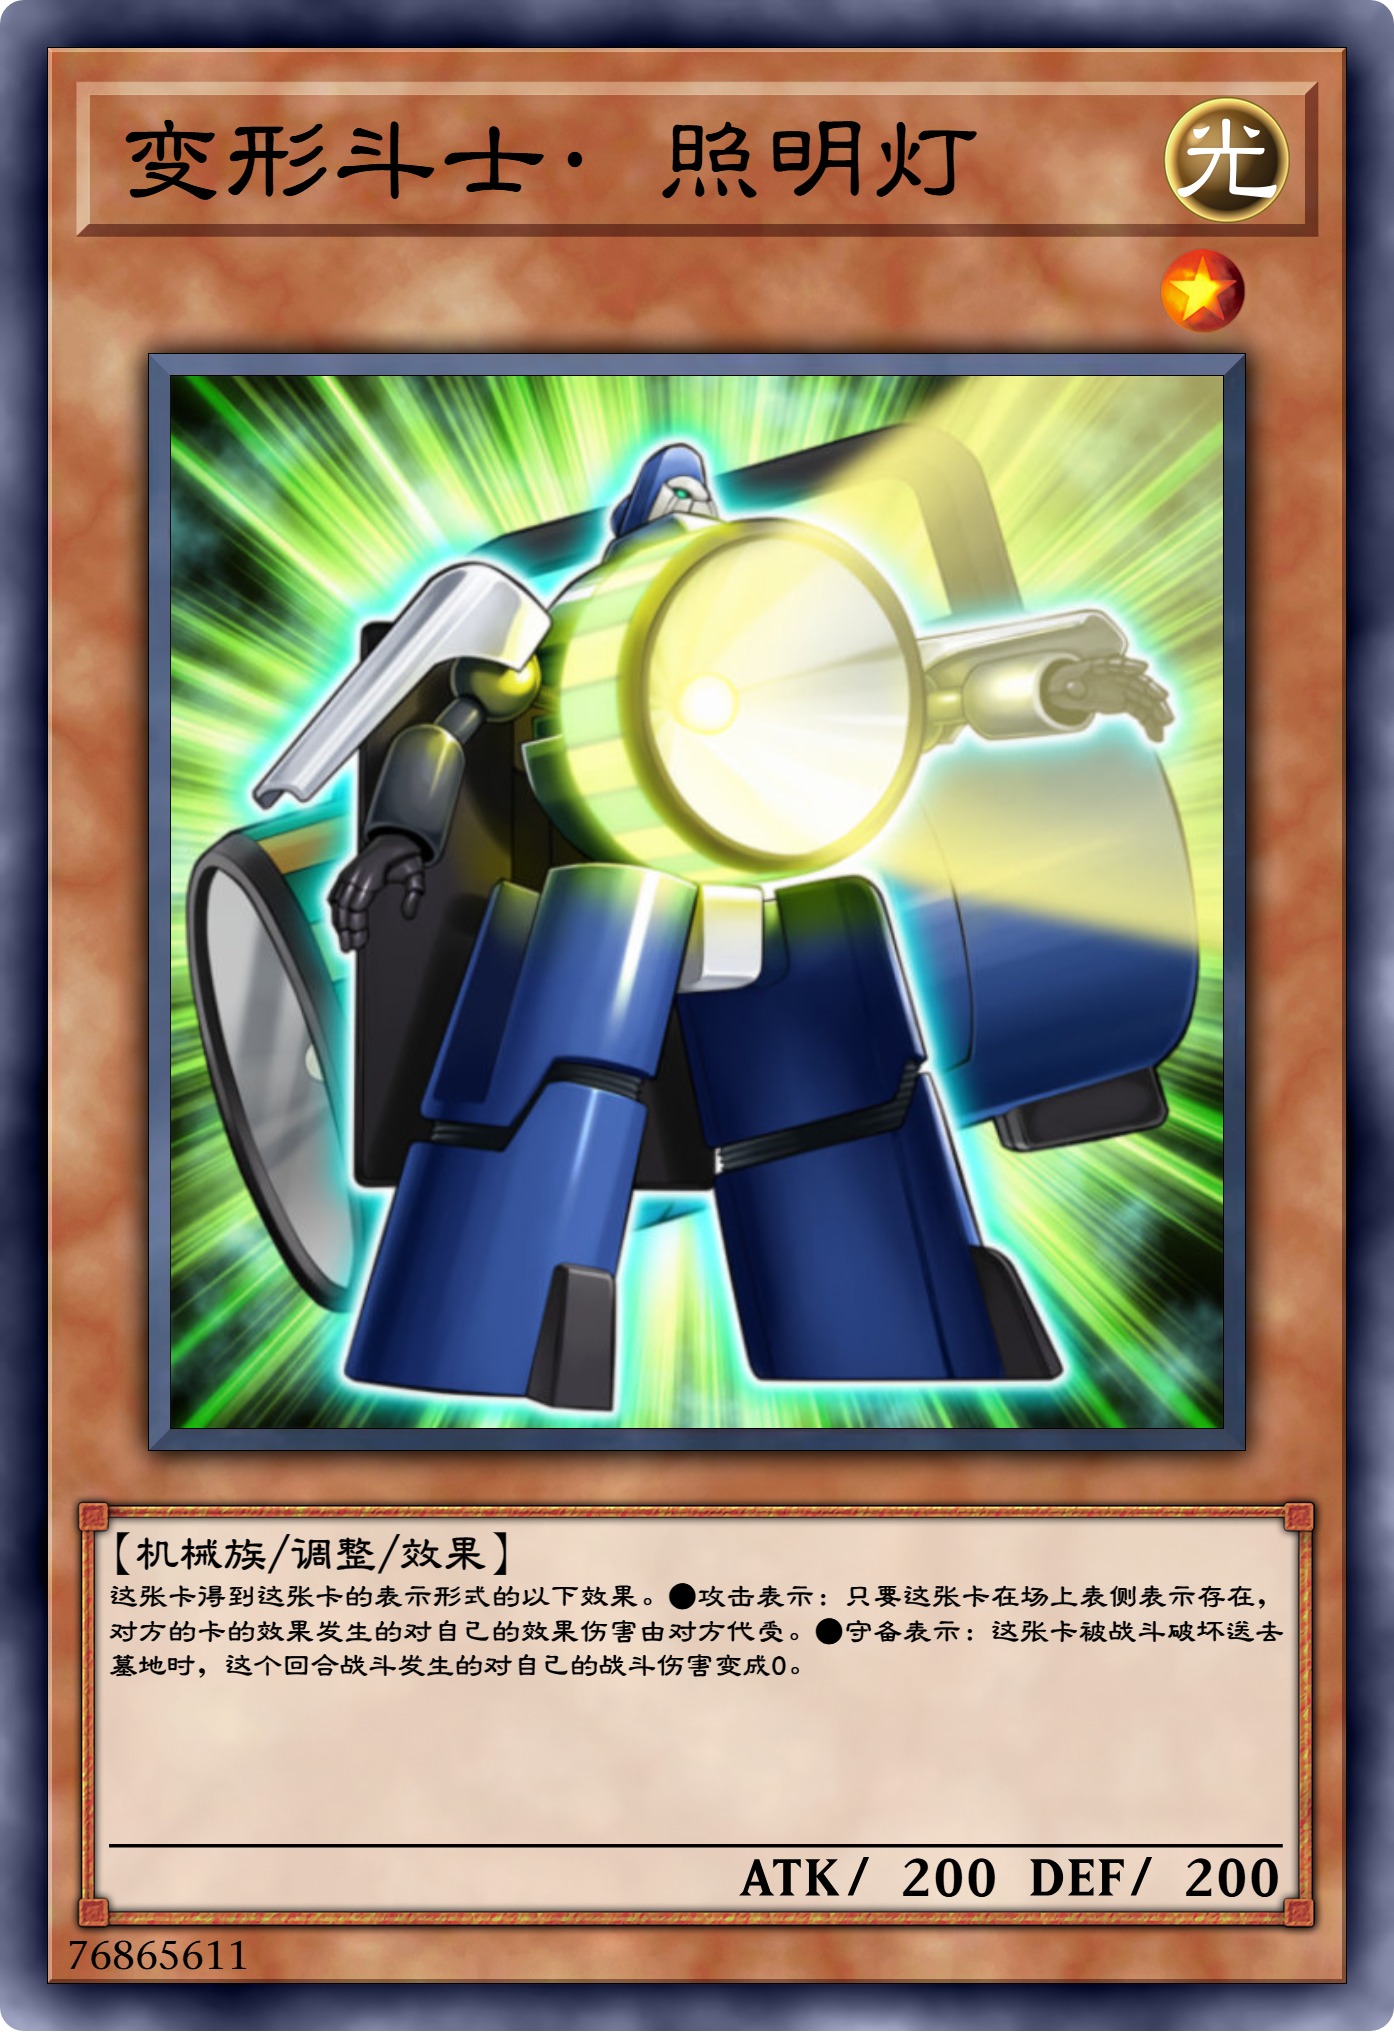 变形斗士· 照明灯
光
【机械族/调整/效果】
这张卡得到这张卡的表示形式的以下效果。●攻击表示：只要这张卡在场上表侧表示存在，
对方的卡的效果发生的对自己的效果伤害由对方代受。●守备表示：这张卡被战斗破坏送去
墓地时，这个回合战斗发生的对自己的战斗伤害变成0。
ATK/ 200 DEF/ 200
76865611